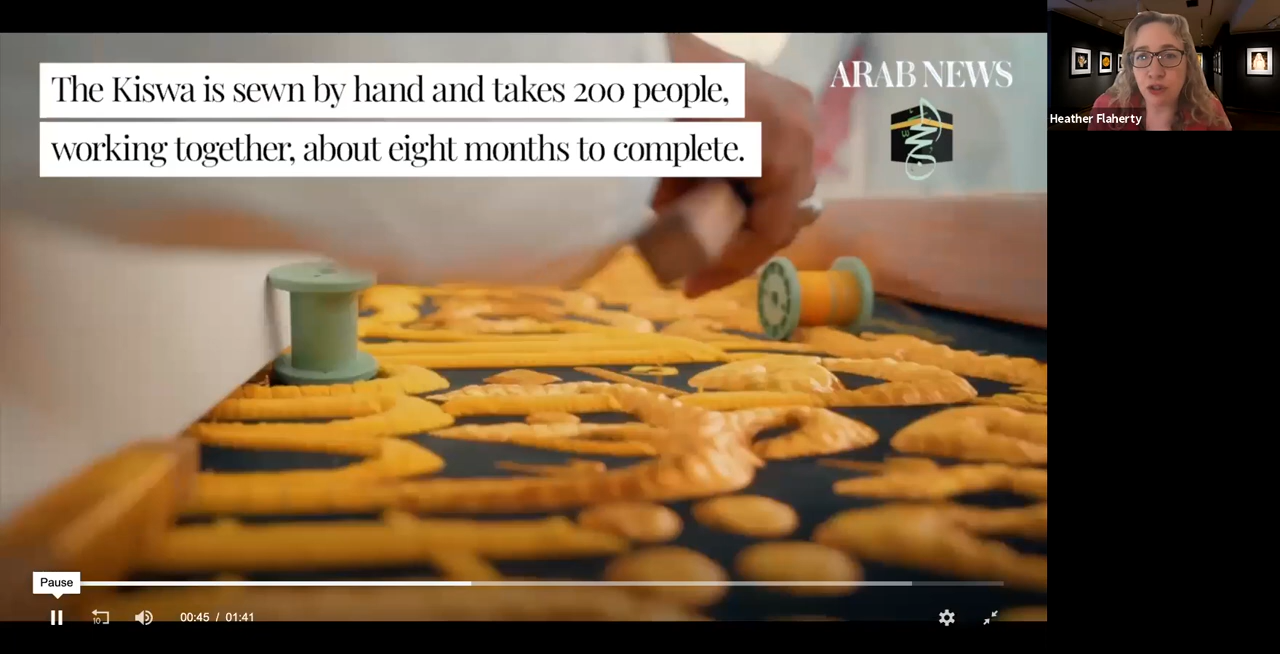 The Kiswa is sewn by hand and takes 200 people,
working together, about eight months to complete.
ARAB NEWS
Heather Flaherty
Pause
10
00:45 / 01:41